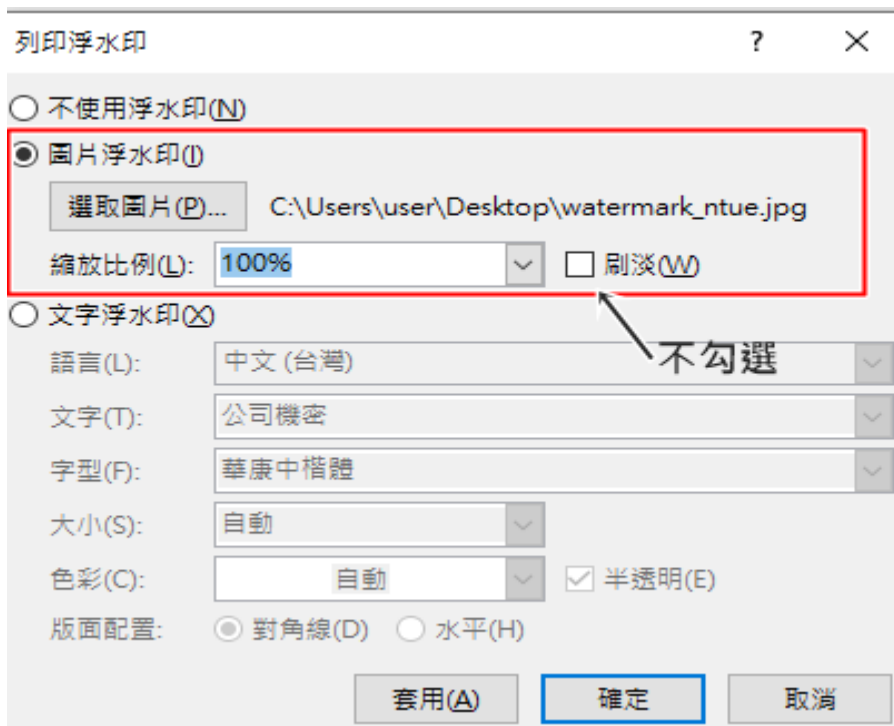 列印浮水印 ?
不使用浮水印(N)
圖片浮水印(I)
選取圖片(P)... C:\Users\user\Desktop\watermark_ntue.jpg
縮放比例(L): 100% 刷淡(W)
文字浮水印(X)
不勾選
語言(L): 中文 (台灣)
文字(T): 公司機密
字型(F): 華康中楷體
大小(S): 自動
色彩(C): 自動 半透明(E)
版面配置: 對角線(D) 水平(H)
套用(A) 確定 取消